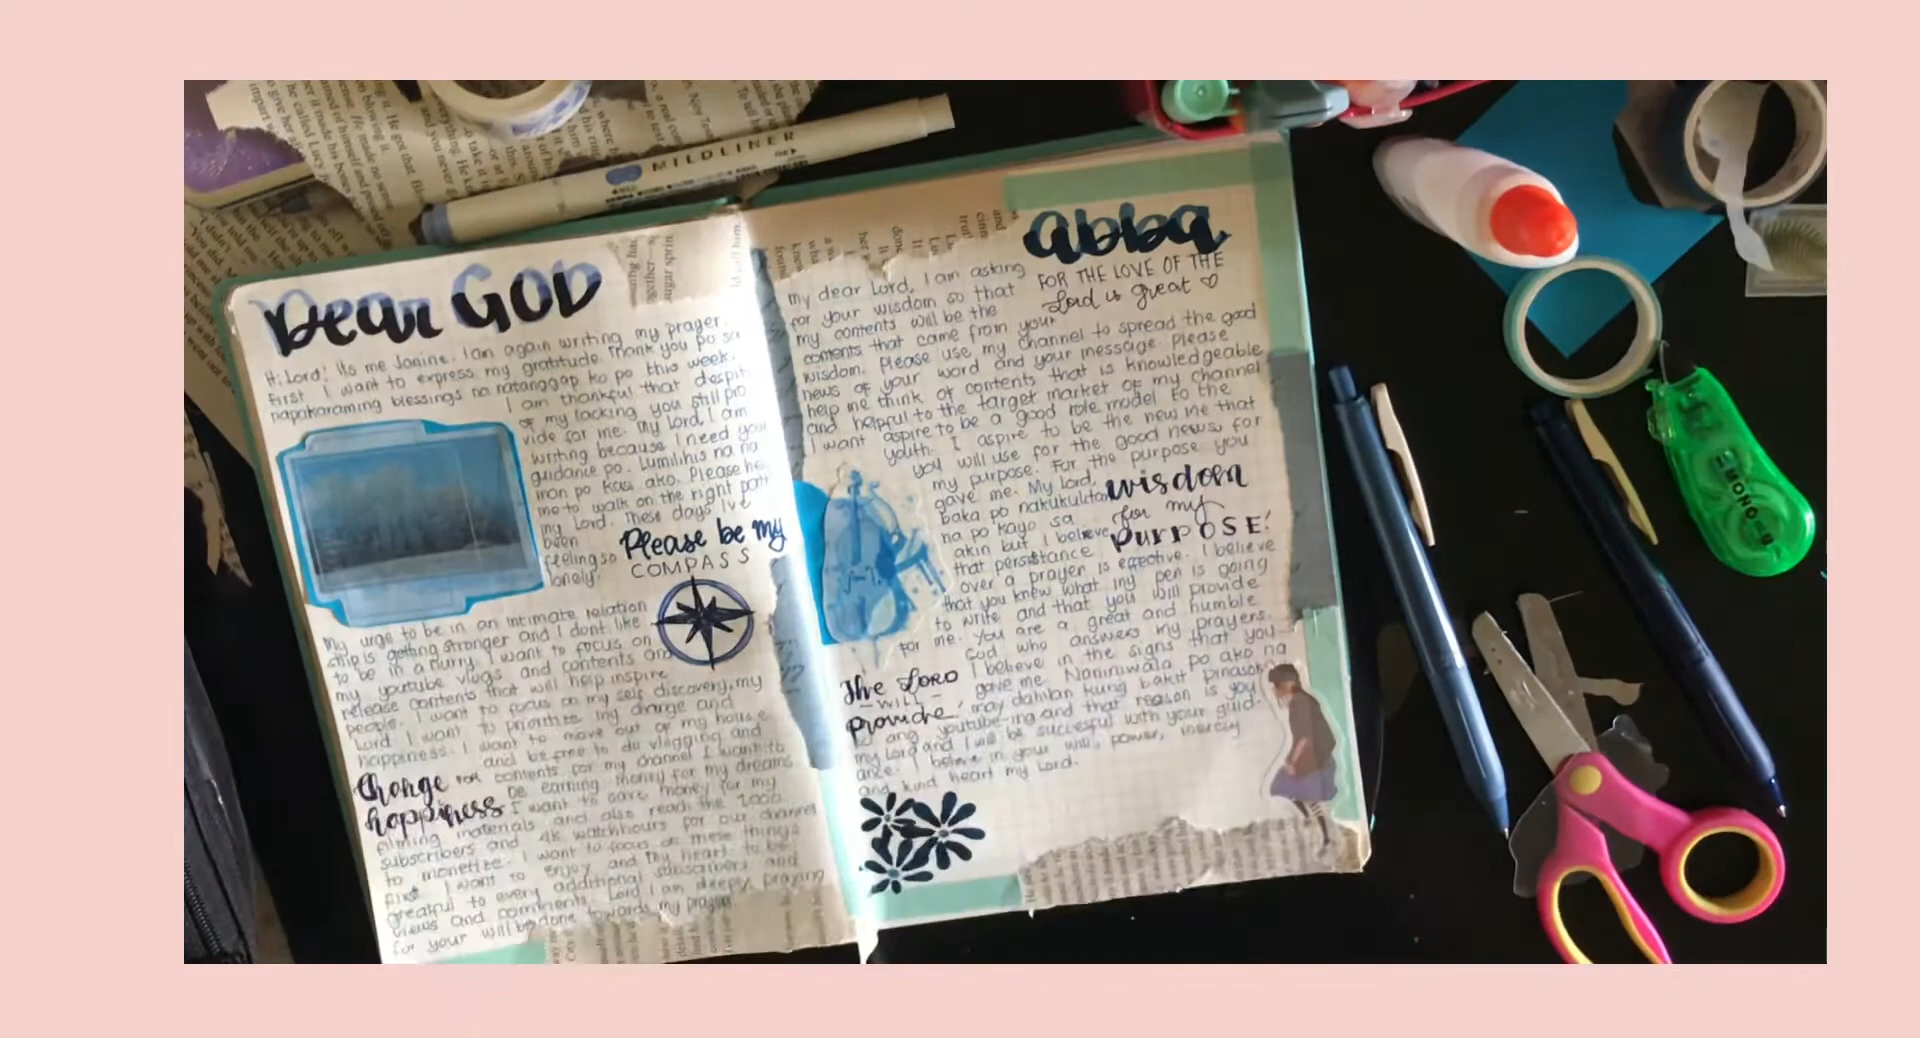 MILDLINER
Dear GOD
Hi Lord! Its me Janine. I am again writing my prayer.
First I want to express my gratitude. Thank you po sa
napakaraming blessings na natanggap ko po this week.
I am thankful that despit
of my lacking you still pro
vide for me. My lord, I am
writing because I need your
guidance po. Lumilihis na na
man po kasi ako. Please he
me to walk on the right path
my Lord. These days I've
been
feeling so
lonely.
Please be my
COMPASS
My urge to be in an intimate relation
ship is getting stronger and I dont like
to be in a hurry. I want to focus on
my youtube vlogs and contents and
release contents that will help inspire
people. I want to focus on my self discovery, my
Lord I want to prioritize my change and
happiness. I want to move out of my house
and be free to do vlogging and
Change for contents for my channel I want to
be earning money for my dreams
happiness I want to save money for my
filming materials and also reach the 1000
subscribers and 4k watchhours for our channel
to monetize. I want to focus on these things
first. I want to enjoy and my heart to be
greatful to every additional subscribers and
views and comments. Lord I am deeply praying
for your will be done towards my prayer.
abba
FOR THE LOVE OF THE
Lord is great
my dear Lord, I am asking
for your wisdom so that
my contents will be the
contents that came from your
wisdom. Please use my channel to spread the good
news of your word and your message. Please
help me think of contents that is knowledgeable
and helpful to the target market of my channel
I want aspire to be a good role model to the
youth. I aspire to be the new me that
you will use for the good news, for
my purpose. For the purpose you
gave me. My lord,
baka po nakukulitan
na po kayo sa
akin but I believe
that persistance
wisdom
for my
PURPOSE!
over a prayer is effective. I believe
that you knew what my pen is going
to write and that you will provide
for me. You are a great and humble
God who answers my prayers.
I believe in the signs that you
gave me. Naniniwala po ako na
may dahilan kung bakit pinasok
The LORD
- WILL -
Provide
ko ang youtube-ing and that reason is you
my Lord and I will be succesful with your guid-
ance. I believe in your will, power, mercy
and kind heart my Lord.
MONO